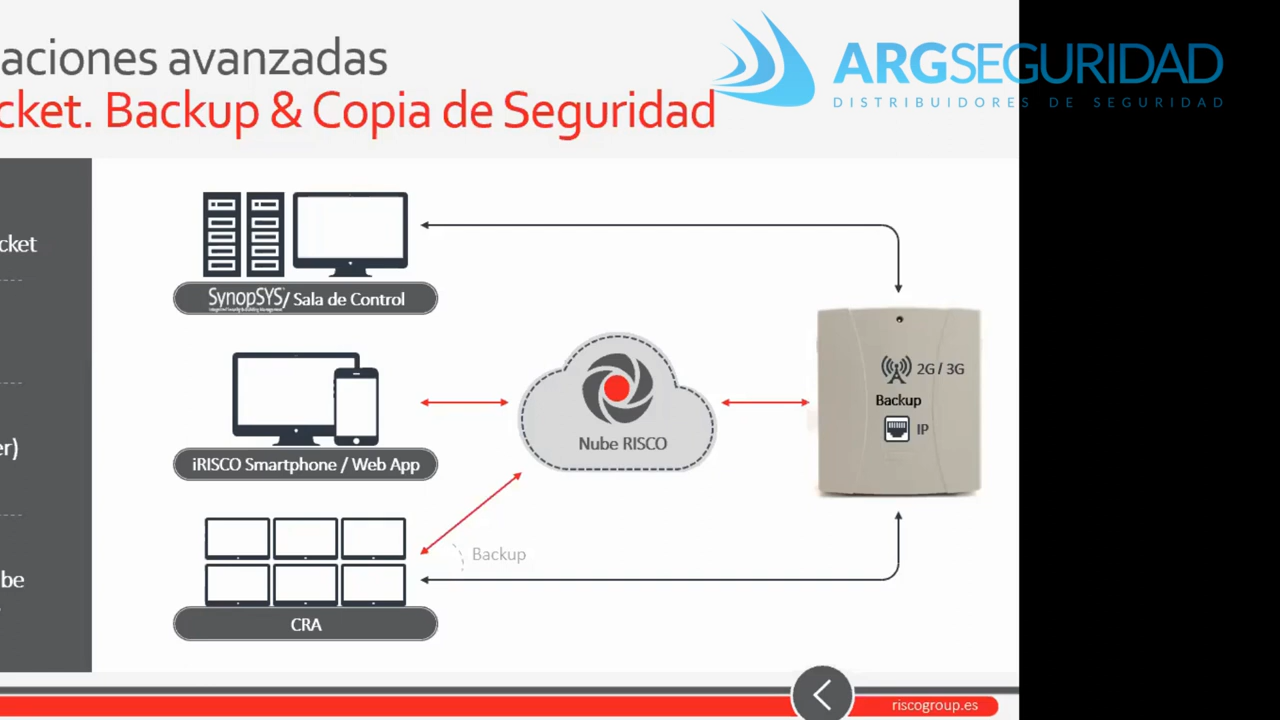 aciones avanzadas
cket. Backup & Copia de Seguridad
ARGSEGURIDAD
DISTRIBUIDORES DE SEGURIDAD
cket
er)
be
SynopSYS/ Sala de Control
iRISCO Smartphone / Web App
CRA
Nube RISCO
Backup
2G / 3G
Backup
IP
riscogroup.es